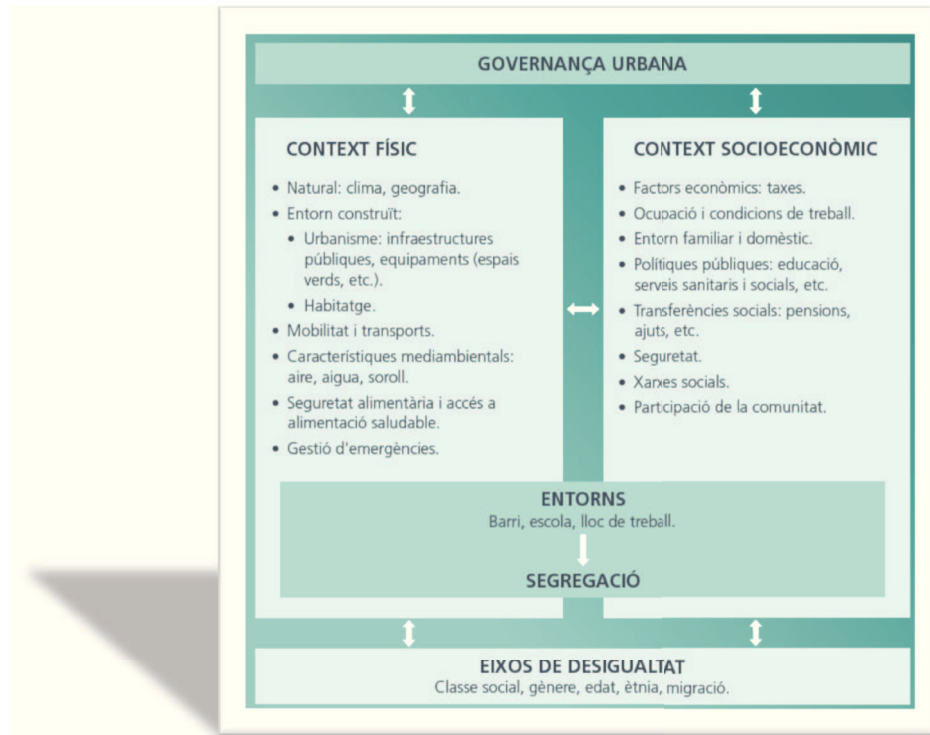 GOVERNANÇA URBANA
CONTEXT FÍSIC
• Natural: clima, geografia.
• Entorn construït:
• Urbanisme: infraestructures
públiques, equipaments (espais
verds, etc.).
• Habitatge.
• Mobilitat i transports.
• Característiques mediambientals:
aire, aigua, soroll.
• Seguretat alimentària i accés a
alimentació saludable.
• Gestió d'emergències.
CONTEXT SOCIOECONÒMIC
• Factors econòmics: taxes.
• Ocupació i condicions de treball.
• Entorn familiar i domèstic.
• Polítiques públiques: educació,
serveis sanitaris i socials, etc.
• Transferències socials: pensions,
ajuts, etc.
• Seguretat.
• Xarxes socials.
• Participació de la comunitat.
ENTORNS
Barri, escola, lloc de treball.
SEGREGACIÓ
EIXOS DE DESIGUALTAT
Classe social, gènere, edat, ètnia, migració.